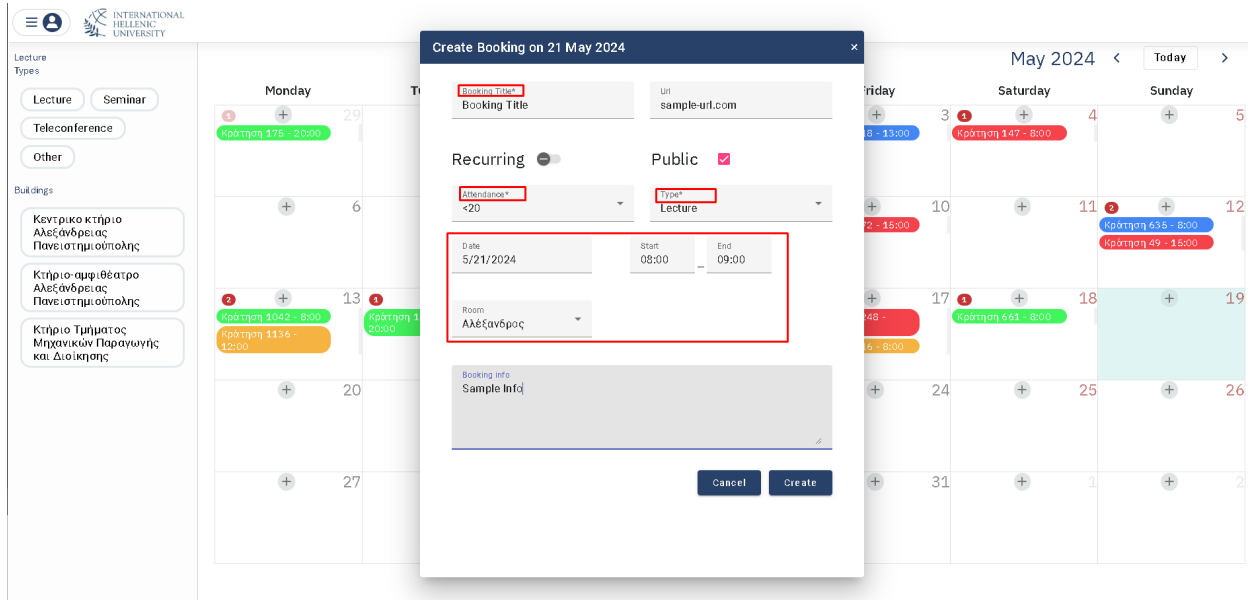 INTERNATIONAL
HELLENIC
UNIVERSITY
Lecture
Types
Lecture
Seminar
Teleconference
Other
Buildings
Κεντρικο κτήριο
Αλεξάνδρειας
Πανειστημιούπολης
Κτήριο-αμφιθέατρο
Αλεξάνδρειας
Πανειστημιούπολης
Κτήριο Τμήματος
Μηχανικών Παραγωγής
και Διοίκησης
May 2024
Today
Monday
Saturday
Sunday
1 + 29
Κράτηση 175 - 20:00
+ 3
- 13:00
1 + 4
Κράτηση 147 - 8:00
+ 5
+ 6
+ 10
- 15:00
+ 11
2 + 12
Κράτηση 635 - 8:00
Κράτηση 49 - 15:00
2 + 13
Κράτηση 1042 - 8:00
Κράτηση 1136 -
12:00
1
20:00
+ 17
248 -
- 8:00
1 + 18
Κράτηση 661 - 8:00
+ 19
+ 20
+ 24
+ 25
+ 26
+ 27
+ 31
+ 1
+ 2
Create Booking on 21 May 2024
×
Booking Title*
Booking Title
Url
sample-url.com
Recurring
Public
Attendance*
<20
Type*
Lecture
Date
5/21/2024
Start
08:00
–
End
09:00
Room
Αλέξανδρος
Booking info
Sample Info
Cancel
Create